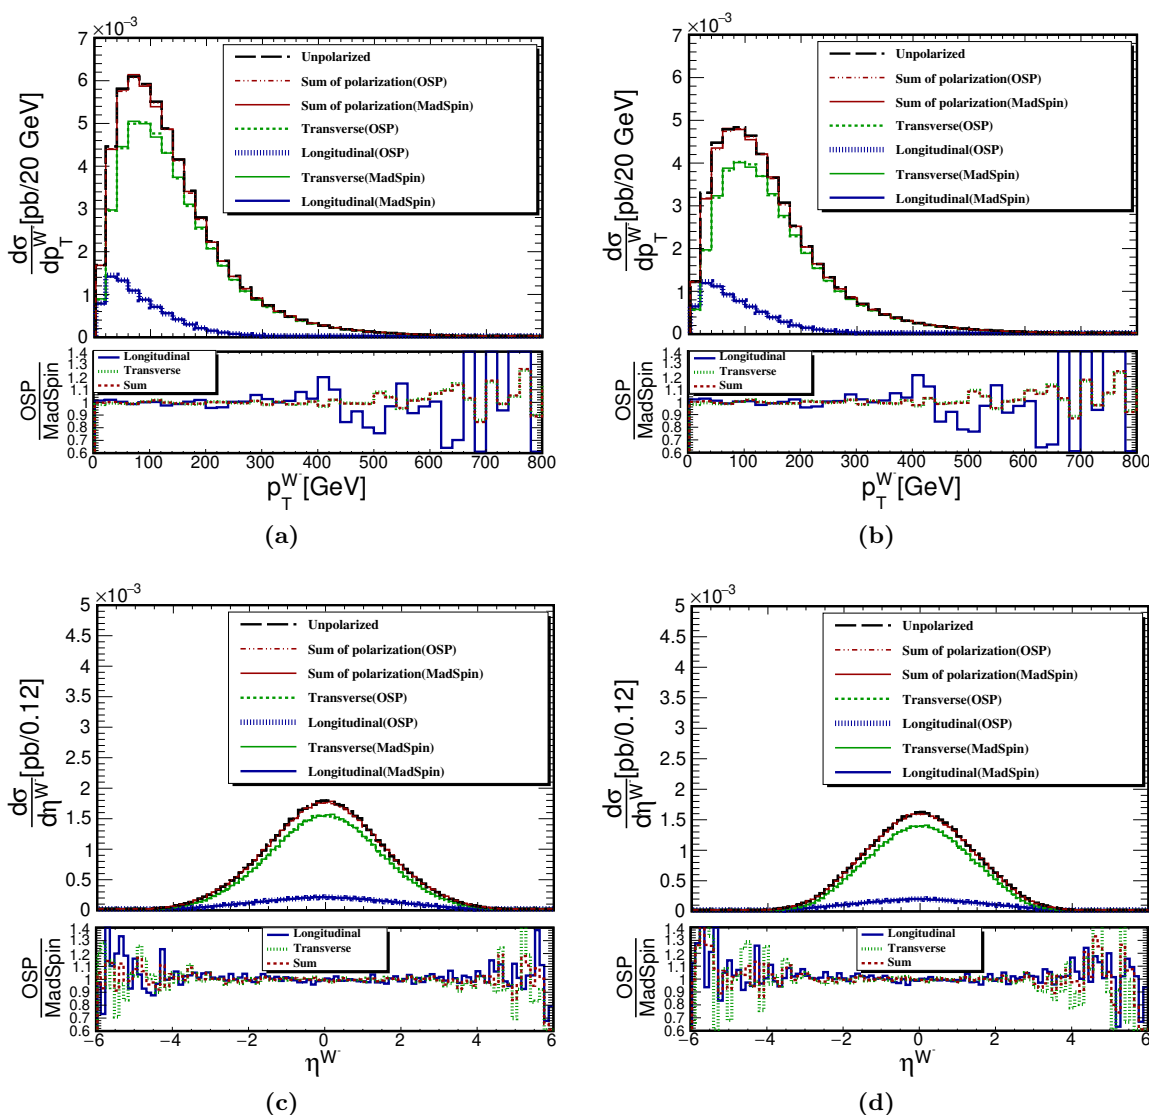 ×10⁻³
7
6
5
4
3
2
1
0
dσ/dp_T^{W⁻} [pb/20 GeV]
Unpolarized
Sum of polarization(OSP)
Sum of polarization(MadSpin)
Transverse(OSP)
Longitudinal(OSP)
Transverse(MadSpin)
Longitudinal(MadSpin)
OSP/MadSpin
1.4
1.3
1.2
1.1
1.0
0.9
0.8
0.7
0.6
Longitudinal
Transverse
Sum
0 100 200 300 400 500 600 700 800
p_T^{W⁻}[GeV]
(a)
×10⁻³
7
6
5
4
3
2
1
0
dσ/dp_T^{W⁻} [pb/20 GeV]
Unpolarized
Sum of polarization(OSP)
Sum of polarization(MadSpin)
Transverse(OSP)
Longitudinal(OSP)
Transverse(MadSpin)
Longitudinal(MadSpin)
OSP/MadSpin
1.4
1.3
1.2
1.1
1.0
0.9
0.8
0.7
0.6
Longitudinal
Transverse
Sum
0 100 200 300 400 500 600 700 800
p_T^{W⁻}[GeV]
(b)
×10⁻³
5
4.5
4
3.5
3
2.5
2
1.5
1
0.5
0
dσ/dη^{W⁻} [pb/0.12]
Unpolarized
Sum of polarization(OSP)
Sum of polarization(MadSpin)
Transverse(OSP)
Longitudinal(OSP)
Transverse(MadSpin)
Longitudinal(MadSpin)
OSP/MadSpin
1.4
1.3
1.2
1.1
1.0
0.9
0.8
0.7
0.6
Longitudinal
Transverse
Sum
−6 −4 −2 0 2 4 6
η^{W⁻}
(c)
×10⁻³
5
4.5
4
3.5
3
2.5
2
1.5
1
0.5
0
dσ/dη^{W⁻} [pb/0.12]
Unpolarized
Sum of polarization(OSP)
Sum of polarization(MadSpin)
Transverse(OSP)
Longitudinal(OSP)
Transverse(MadSpin)
Longitudinal(MadSpin)
OSP/MadSpin
1.4
1.3
1.2
1.1
1.0
0.9
0.8
0.7
0.6
Longitudinal
Transverse
Sum
−6 −4 −2 0 2 4 6
η^{W⁻}
(d)